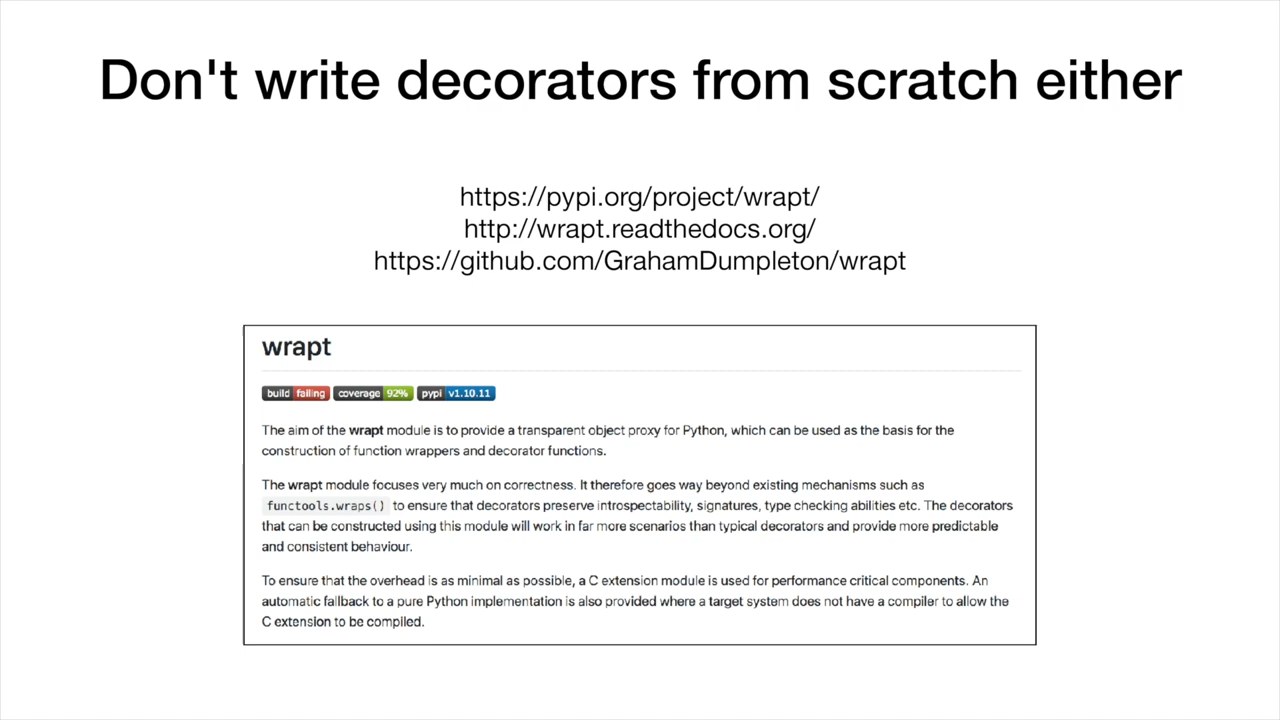 Don't write decorators from scratch either
https://pypi.org/project/wrapt/
http://wrapt.readthedocs.org/
https://github.com/GrahamDumpleton/wrapt
wrapt
build failing coverage 92% pypi v1.10.11
The aim of the wrapt module is to provide a transparent object proxy for Python, which can be used as the basis for the
construction of function wrappers and decorator functions.
The wrapt module focuses very much on correctness. It therefore goes way beyond existing mechanisms such as
functools.wraps() to ensure that decorators preserve introspectability, signatures, type checking abilities etc. The decorators
that can be constructed using this module will work in far more scenarios than typical decorators and provide more predictable
and consistent behaviour.
To ensure that the overhead is as minimal as possible, a C extension module is used for performance critical components. An
automatic fallback to a pure Python implementation is also provided where a target system does not have a compiler to allow the
C extension to be compiled.